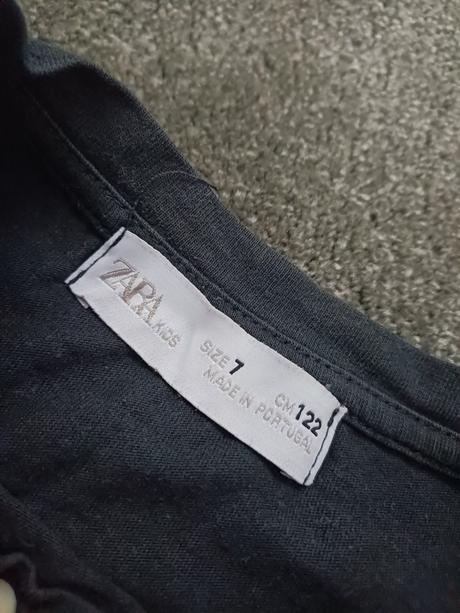 ZARA
KIDS
SIZE 7 CM 122
MADE IN PORTUGAL